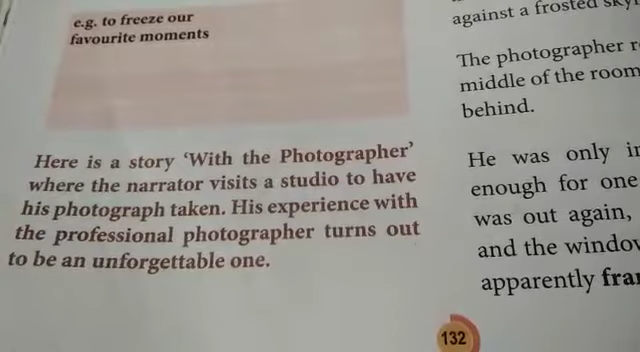 e.g. to freeze our
favourite moments
Here is a story ‘With the Photographer’
where the narrator visits a studio to have
his photograph taken. His experience with
the professional photographer turns out
to be an unforgettable one.
against a frosted
The photographer
middle of the room
behind.
He was only
enough for one
was out again,
and the
apparently
132